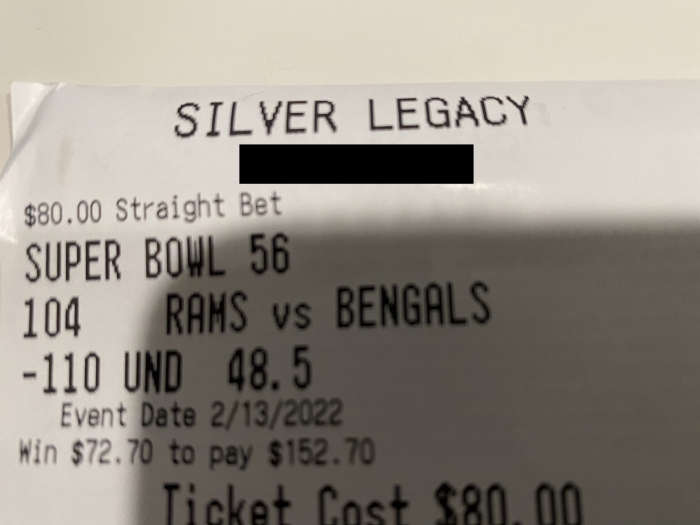 SILVER LEGACY
$80.00 Straight Bet
SUPER BOWL 56
104 RAMS vs BENGALS
-110 UND 48.5
Event Date 2/13/2022
Win $72.70 to pay $152.70
Ticket Cost $80.00